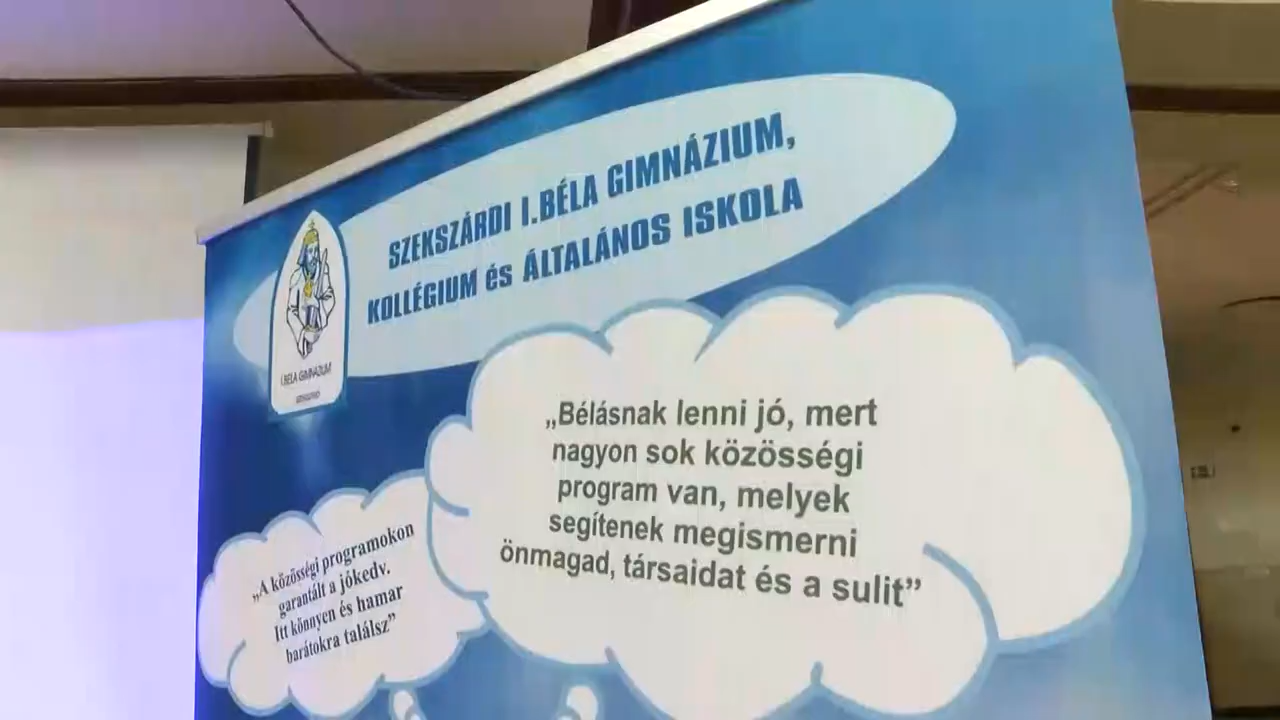 SZEKSZÁRDI I.BÉLA GIMNÁZIUM,
KOLLÉGIUM és ÁLTALÁNOS ISKOLA
I.BÉLA GIMNÁZIUM
SZEKSZÁRD
„Bélásnak lenni jó, mert
nagyon sok közösségi
program van, melyek
segítenek megismerni
önmagad, társaidat és a sulit”
„A közösségi programokon
garantált a jókedv.
Itt könnyen és hamar
barátokra találsz”